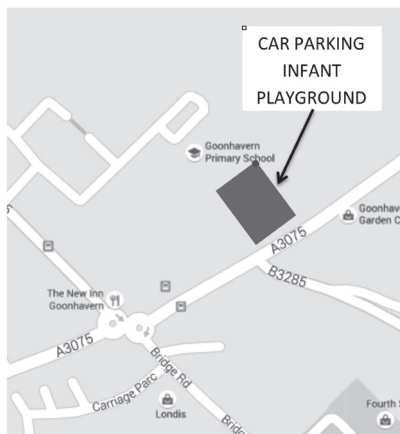 CAR PARKING
INFANT
PLAYGROUND
Goonhavern
Primary School
Goonhav
Garden C
A3075
B3285
The New Inn
Goonhavern
A3075
Bridge Rd
Carriage Parc
Londis
Bridg
Fourth S